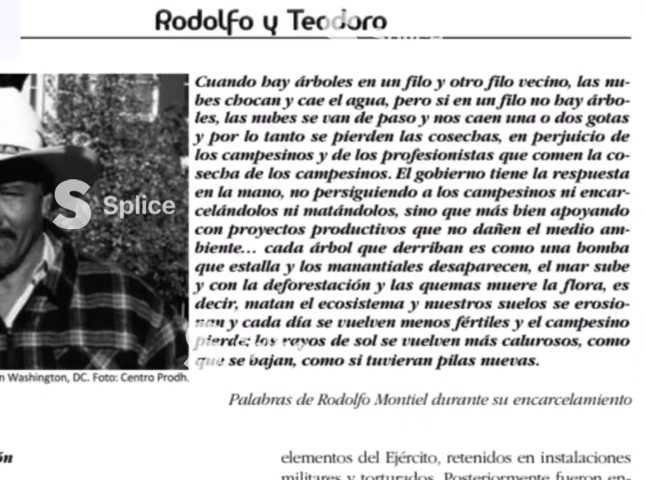 Rodolfo y Teodoro
Splice
Cuando hay árboles en un filo y otro filo vecino, las nu-
bes chocan y cae el agua, pero si en un filo no hay árbo-
les, las nubes se van de paso y nos caen una o dos gotas
y por lo tanto se pierden las cosechas, en perjuicio de
los campesinos y de los profesionistas que comen la co-
secha de los campesinos. El gobierno tiene la respuesta
en la mano, no persiguiendo a los campesinos ni encar-
celándolos ni matándolos, sino que más bien apoyando
con proyectos productivos que no dañen el medio am-
biente... cada árbol que derriban es como una bomba
que estalla y los manantiales desaparecen, el mar sube
y con la deforestación y las quemas muere la flora, es
decir, matan el ecosistema y nuestros suelos se erosio-
nan y cada día se vuelven menos fértiles y el campesino
pierde; los rayos de sol se vuelven más calurosos, como
que se bajan, como si tuvieran pilas nuevas.
Splice
n Washington, DC. Foto: Centro Prodh.
Palabras de Rodolfo Montiel durante su encarcelamiento
ón
elementos del Ejército, retenidos en instalaciones
militares y torturados. Posteriormente fueron en-